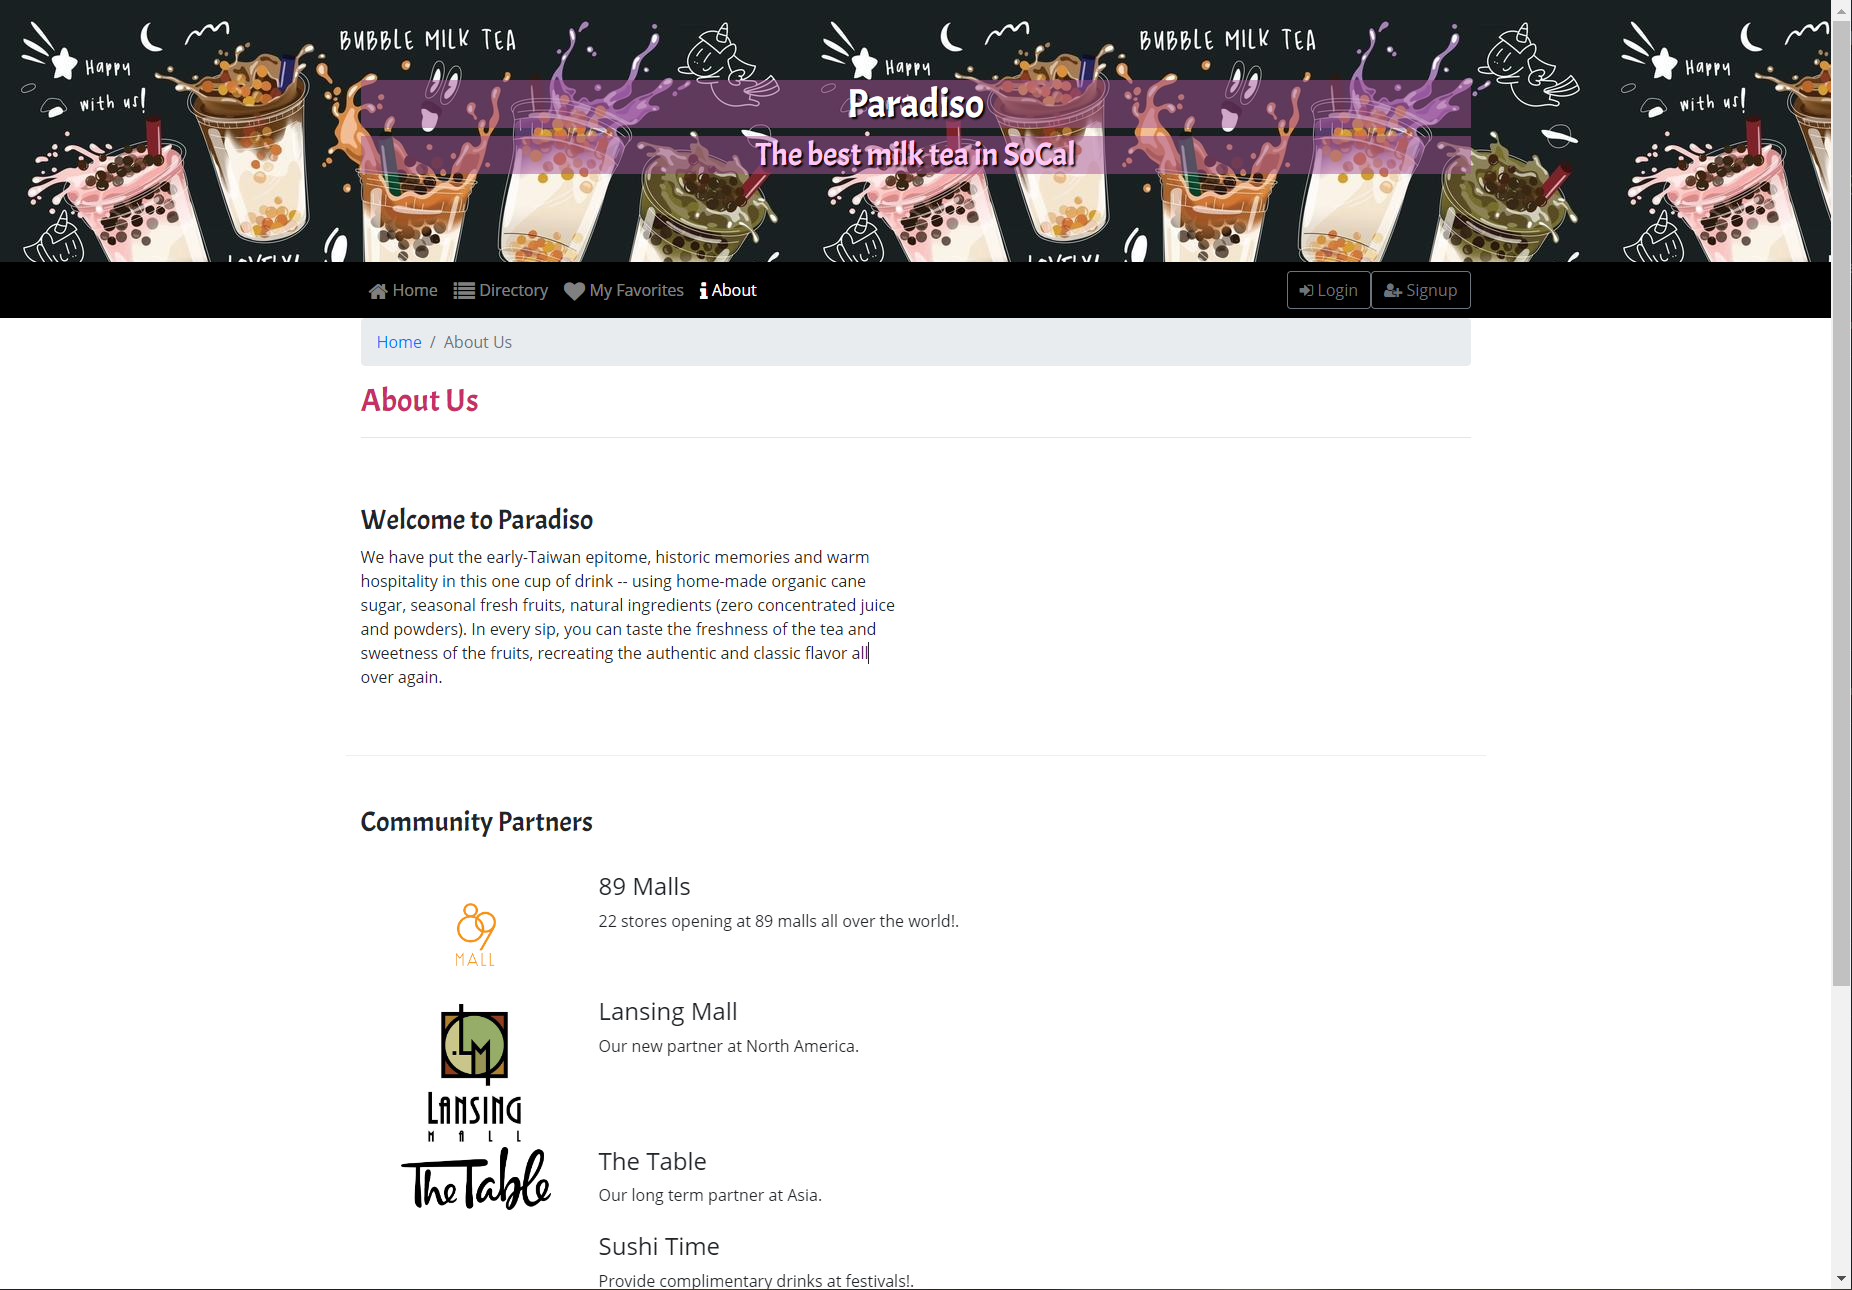 BUBBLE MILK TEA
BUBBLE MILK TEA
Happy
with us!
Happy
Happy
with us!
Paradiso
The best milk tea in SoCal
LOVELY!
LOVELY!
Home
Directory
My Favorites
About
Login
Signup
Home / About Us
About Us
Welcome to Paradiso
We have put the early-Taiwan epitome, historic memories and warm
hospitality in this one cup of drink -- using home-made organic cane
sugar, seasonal fresh fruits, natural ingredients (zero concentrated juice
and powders). In every sip, you can taste the freshness of the tea and
sweetness of the fruits, recreating the authentic and classic flavor all
over again.
Community Partners
89
MALL
89 Malls
22 stores opening at 89 malls all over the world!.
LM
LANSING
MALL
Lansing Mall
Our new partner at North America.
The Table
The Table
Our long term partner at Asia.
Sushi Time
Provide complimentary drinks at festivals!.